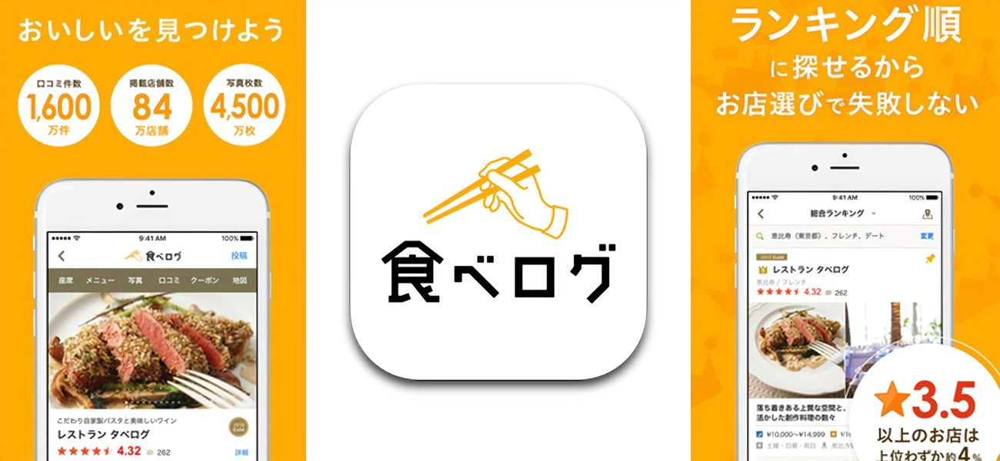 おいしいを見つけよう
口コミ件数
1,600
万件
掲載店舗数
84
万店舗
写真枚数
4,500
万枚
9:41 AM
100%
食べログ
投稿
座席 メニュー 写真 口コミ クーポン 地図
こだわり自家製パスタと美味しいワイン
レストラン タベログ
4.32 262
詳細
食べログ
ランキング順
に探せるから
お店選びで失敗しない
9:41 AM
100%
総合ランキング
恵比寿（東京都）、フレンチ、デート
変更
レストラン タベログ
恵比寿 / フレンチ
4.32 262
落ち着きある上質な空間と、
活かした創作料理の数々
¥10,000～¥14,999
土・日曜・祝日
3.5
以上のお店は
上位わずか約4%